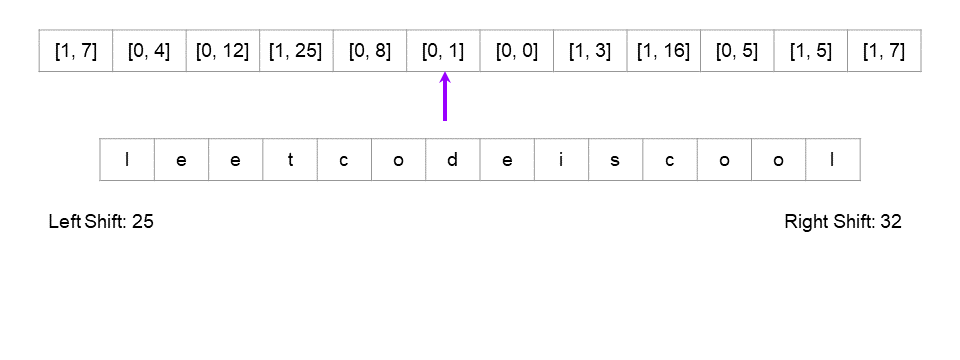 [1, 7] [0, 4] [0, 12] [1, 25] [0, 8] [0, 1] [0, 0] [1, 3] [1, 16] [0, 5] [1, 5] [1, 7]
l e e t c o d e i s c o o l
Left Shift: 25 Right Shift: 32